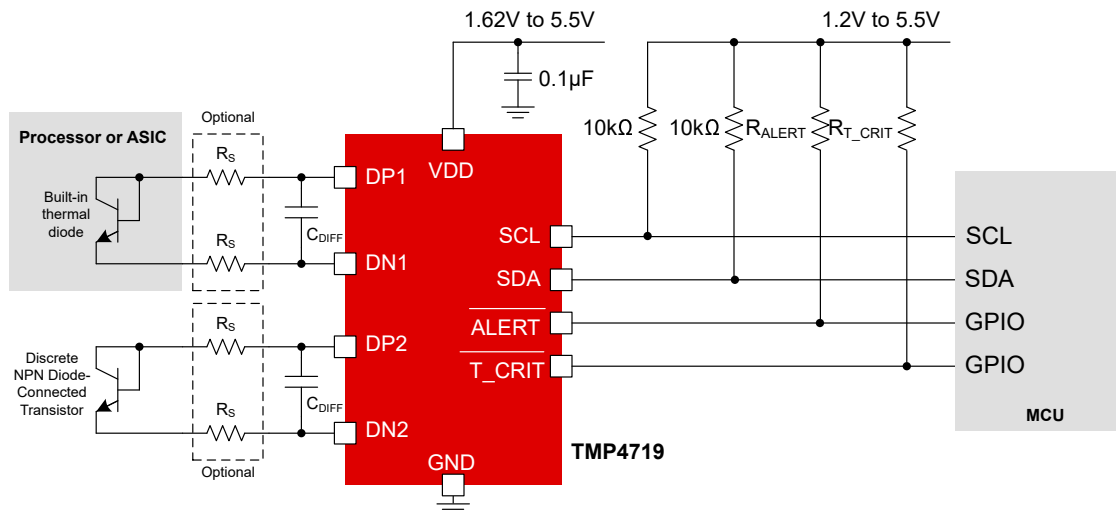 1.62V to 5.5V
1.2V to 5.5V
0.1µF
Processor or ASIC
Optional
RS
Built-in
thermal
diode
CDIFF
RS
10kΩ
10kΩ
RALERT
RT_CRIT
VDD
DP1
DN1
SCL
SDA
ALERT
T_CRIT
SCL
SDA
GPIO
GPIO
MCU
RS
Discrete
NPN Diode-
Connected
Transistor
CDIFF
RS
Optional
DP2
DN2
GND
TMP4719